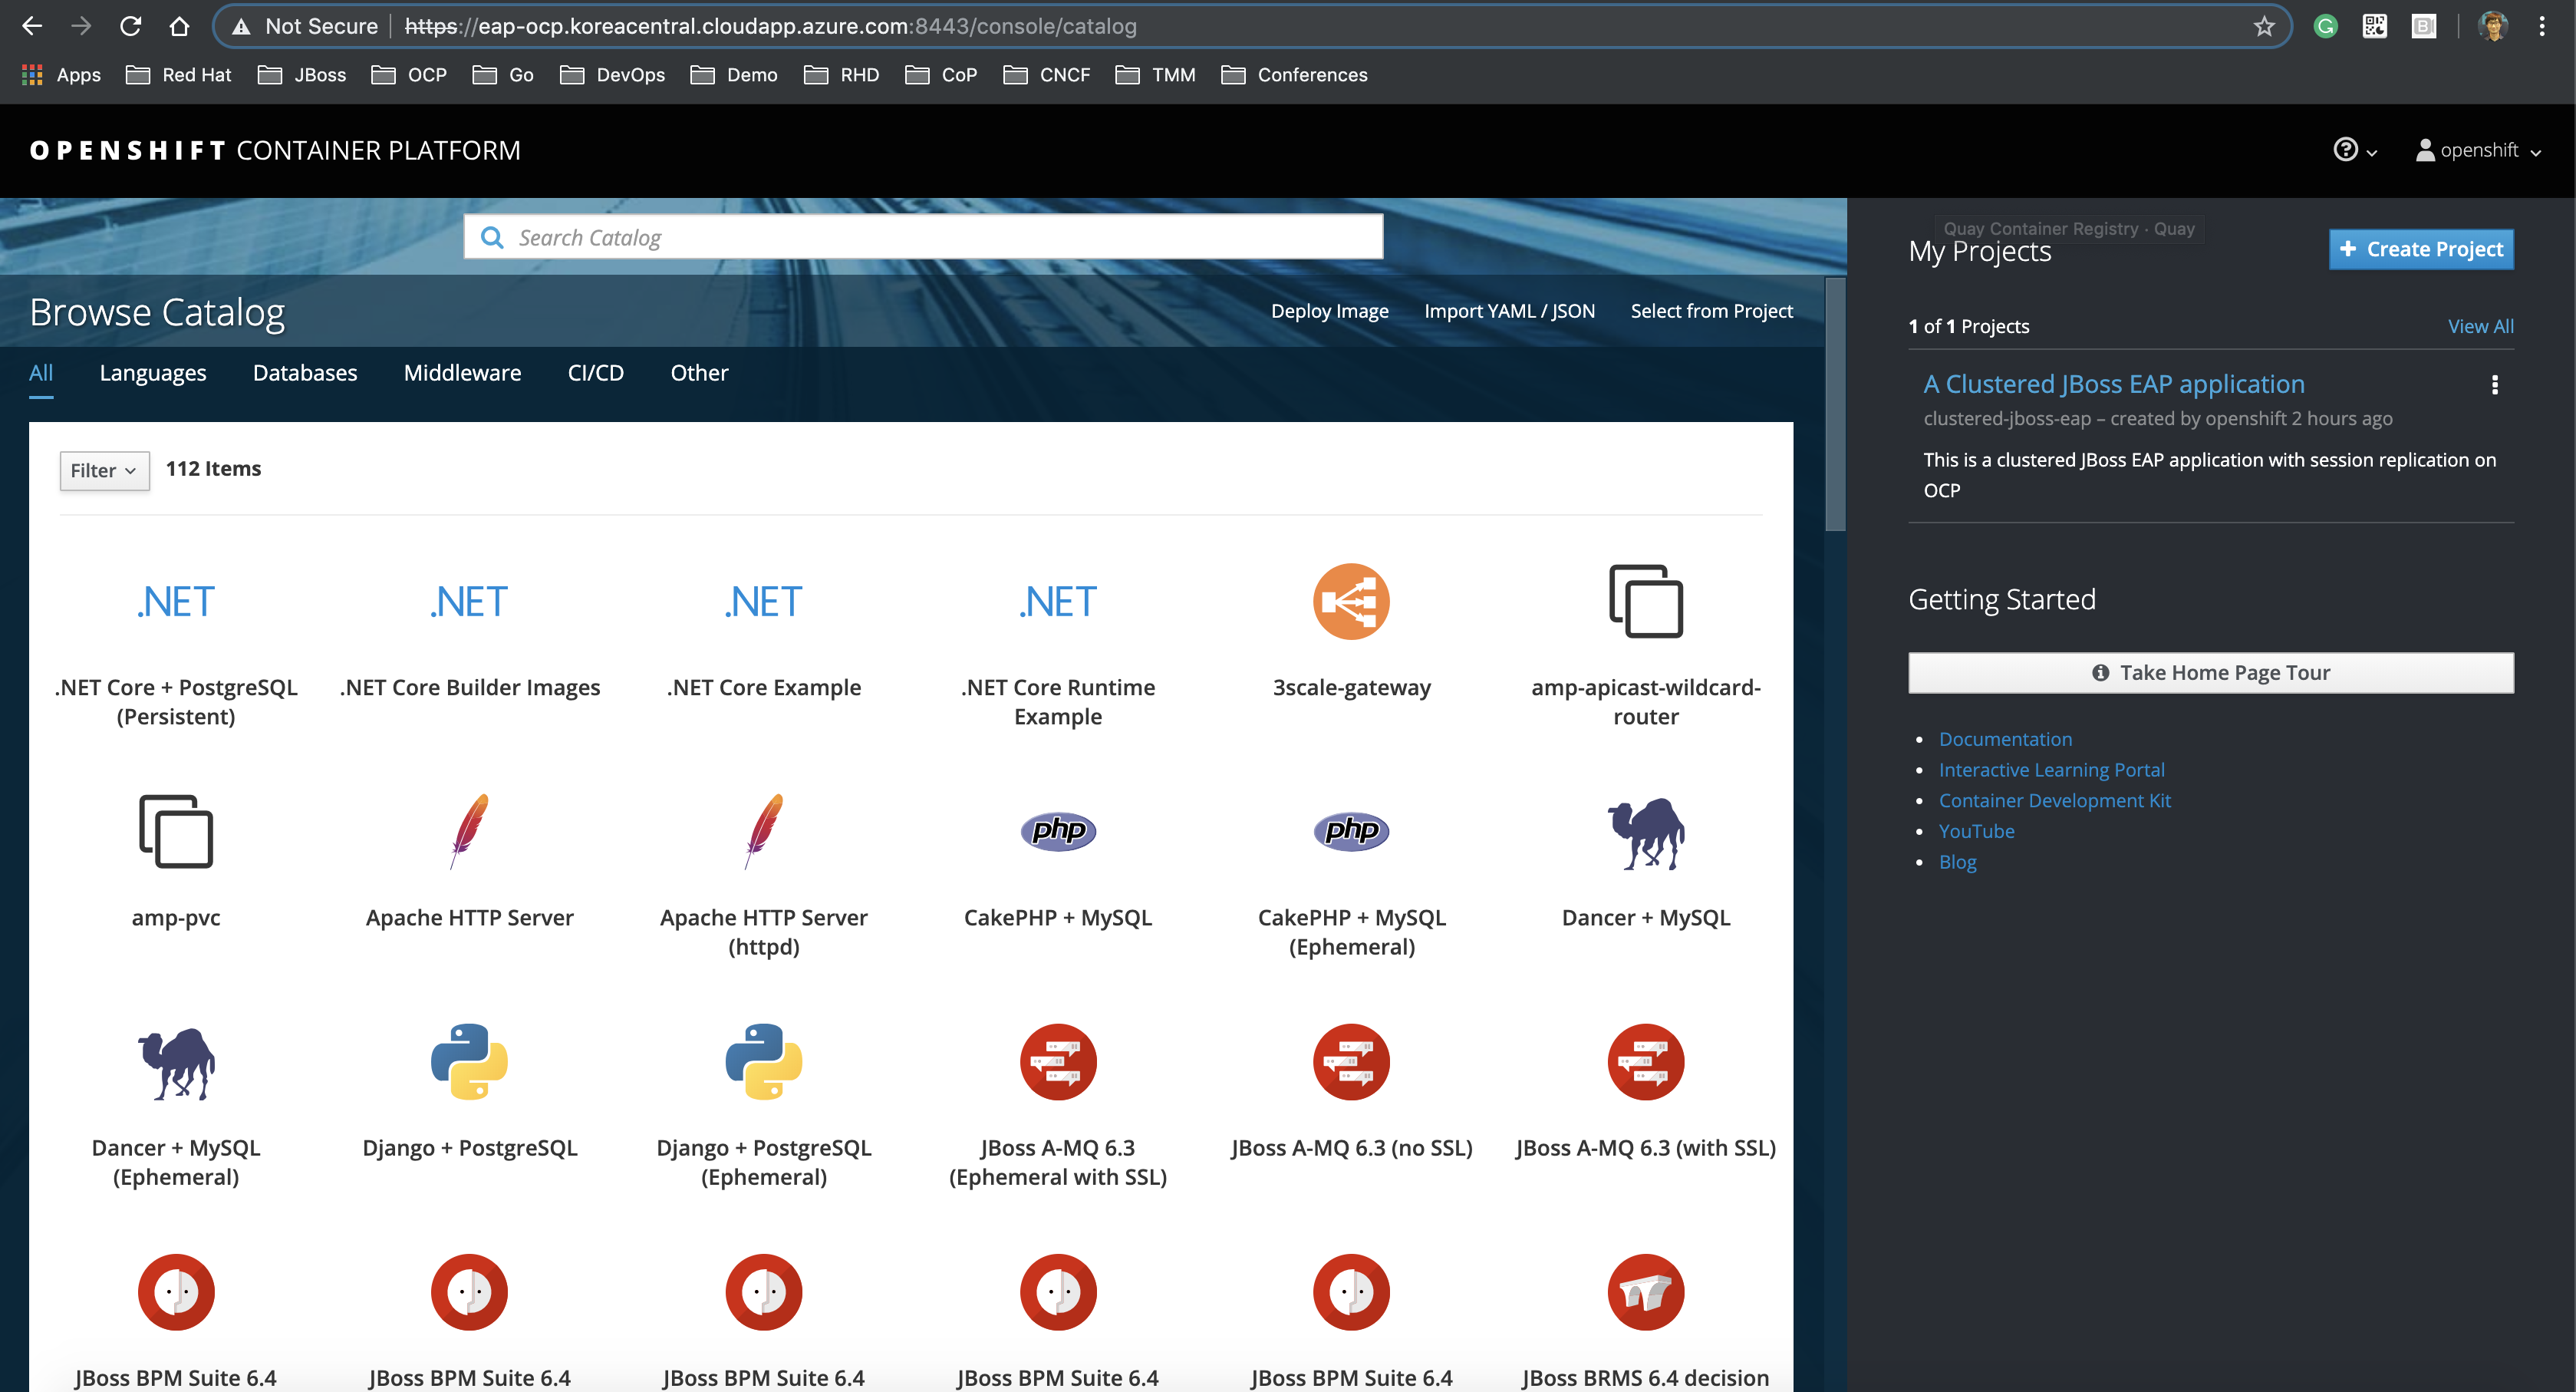 Not Secure https://eap-ocp.koreacentral.cloudapp.azure.com:8443/console/catalog
Apps Red Hat JBoss OCP Go DevOps Demo RHD CoP CNCF TMM Conferences
OPENSHIFT CONTAINER PLATFORM
openshift
Search Catalog
Browse Catalog
Deploy Image Import YAML / JSON Select from Project
All Languages Databases Middleware CI/CD Other
Filter 112 Items
.NET .NET .NET .NET
.NET Core + PostgreSQL
(Persistent)
.NET Core Builder Images
.NET Core Example
.NET Core Runtime
Example
3scale-gateway
amp-apicast-wildcard-
router
php php
amp-pvc
Apache HTTP Server
Apache HTTP Server
(httpd)
CakePHP + MySQL
CakePHP + MySQL
(Ephemeral)
Dancer + MySQL
Dancer + MySQL
(Ephemeral)
Django + PostgreSQL
Django + PostgreSQL
(Ephemeral)
JBoss A-MQ 6.3
(Ephemeral with SSL)
JBoss A-MQ 6.3 (no SSL)
JBoss A-MQ 6.3 (with SSL)
JBoss BPM Suite 6.4
JBoss BPM Suite 6.4
JBoss BPM Suite 6.4
JBoss BPM Suite 6.4
JBoss BPM Suite 6.4
JBoss BRMS 6.4 decision
Quay Container Registry · Quay
My Projects
+ Create Project
1 of 1 Projects View All
A Clustered JBoss EAP application
clustered-jboss-eap – created by openshift 2 hours ago
This is a clustered JBoss EAP application with session replication on
OCP
Getting Started
Take Home Page Tour
Documentation
Interactive Learning Portal
Container Development Kit
YouTube
Blog